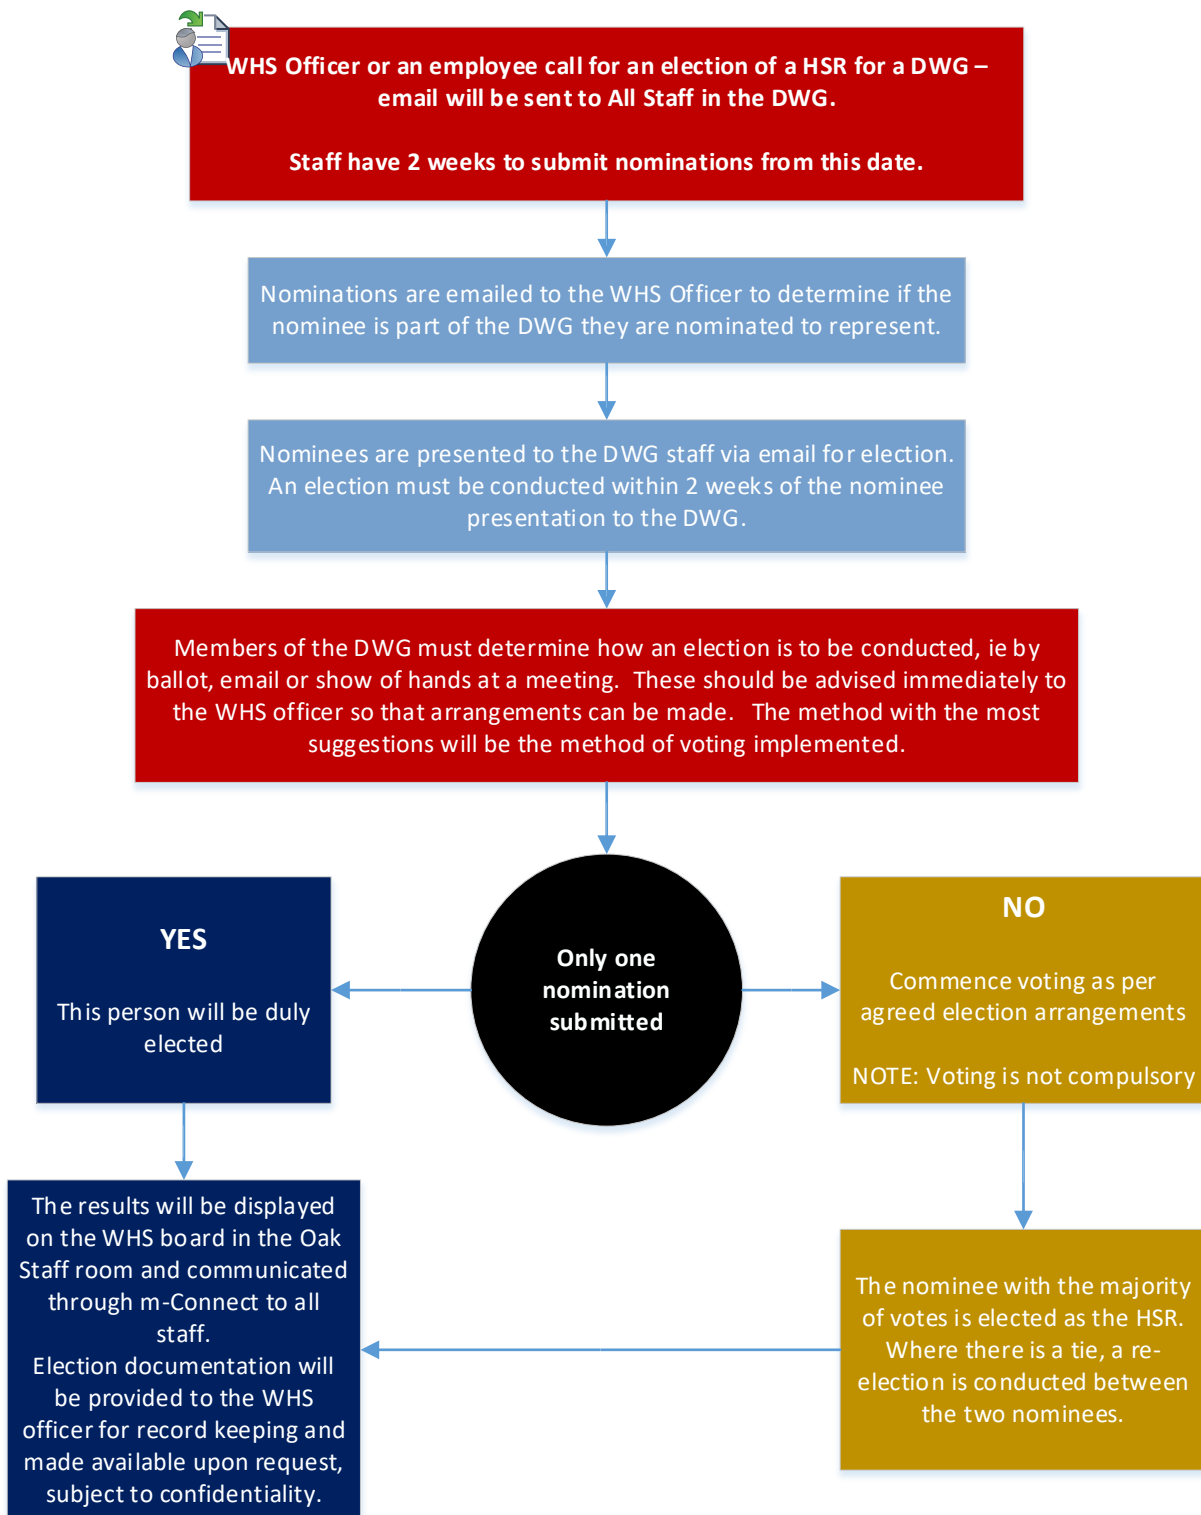 WHS Officer or an employee call for an election of a HSR for a DWG –
email will be sent to All Staff in the DWG.
Staff have 2 weeks to submit nominations from this date.
Nominations are emailed to the WHS Officer to determine if the
nominee is part of the DWG they are nominated to represent.
Nominees are presented to the DWG staff via email for election.
An election must be conducted within 2 weeks of the nominee
presentation to the DWG.
Members of the DWG must determine how an election is to be conducted, ie by
ballot, email or show of hands at a meeting. These should be advised immediately to
the WHS officer so that arrangements can be made. The method with the most
suggestions will be the method of voting implemented.
Only one
nomination
submitted
YES
This person will be duly
elected
NO
Commence voting as per
agreed election arrangements
NOTE: Voting is not compulsory
The results will be displayed
on the WHS board in the Oak
Staff room and communicated
through m-Connect to all
staff.
Election documentation will
be provided to the WHS
officer for record keeping and
made available upon request,
subject to confidentiality.
The nominee with the majority
of votes is elected as the HSR.
Where there is a tie, a re-
election is conducted between
the two nominees.